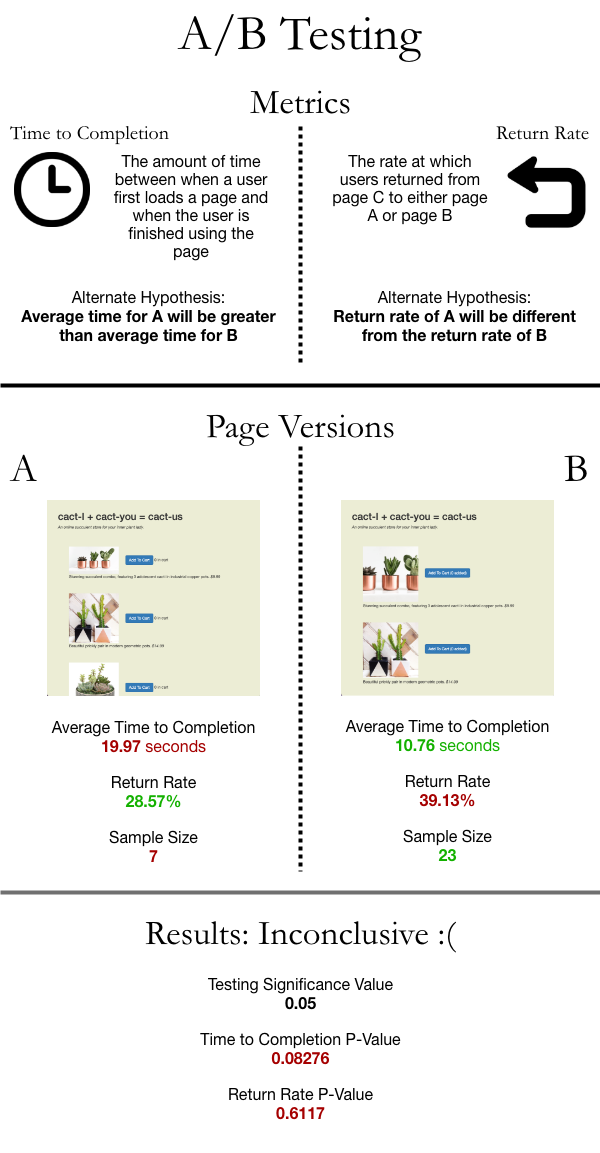 A/B Testing
Metrics
Time to Completion
The amount of time
between when a user
first loads a page and
when the user is
finished using the
page
Alternate Hypothesis:
Average time for A will be greater
than average time for B
Return Rate
The rate at which
users returned from
page C to either page
A or page B
Alternate Hypothesis:
Return rate of A will be different
from the return rate of B
Page Versions
A
cact-I + cact-you = cact-us
An online succulent store for your inner plant lady.
Add To Cart 0 in cart
Stunning succulent combo, featuring 3 adolescent cacti in industrial copper pots. $9.99
Add To Cart 0 in cart
Beautiful prickly pair in modern geometric pots. $14.99
Add To Cart 0 in cart
Average Time to Completion
19.97 seconds
Return Rate
28.57%
Sample Size
7
B
cact-I + cact-you = cact-us
An online succulent store for your inner plant lady.
Add To Cart (0 added)
Stunning succulent combo, featuring 3 adolescent cacti in industrial copper pots. $9.99
Add To Cart (0 added)
Beautiful prickly pair in modern geometric pots. $14.99
Average Time to Completion
10.76 seconds
Return Rate
39.13%
Sample Size
23
Results: Inconclusive :(
Testing Significance Value
0.05
Time to Completion P-Value
0.08276
Return Rate P-Value
0.6117